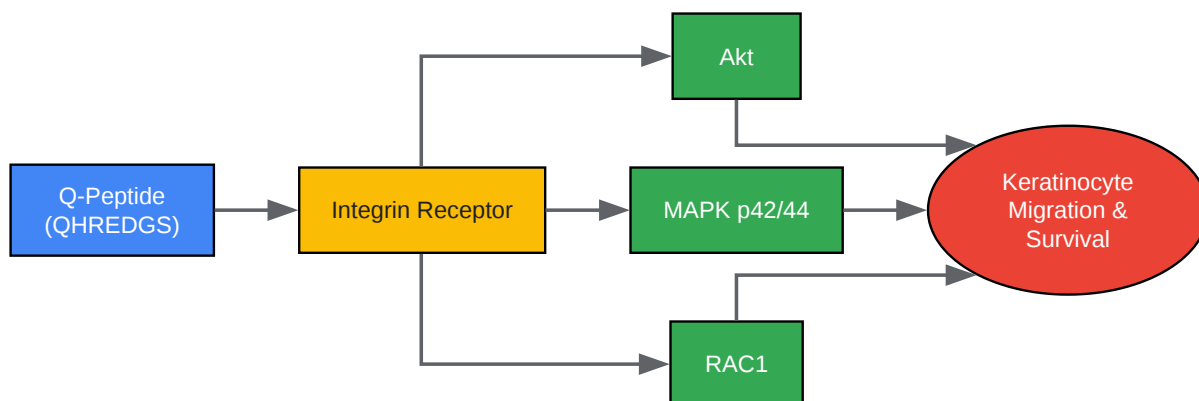 Q-Peptide
(QHREDGS)
Integrin Receptor
Akt
MAPK p42/44
RAC1
Keratinocyte
Migration &
Survival